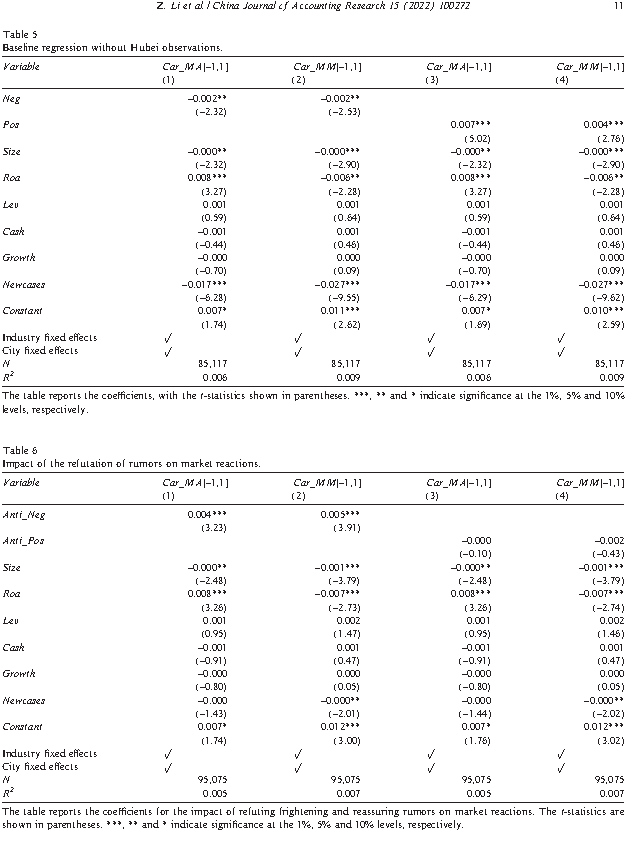 Z. Li et al / China Journal of Accounting Research 15 (2022) 100272 11
Table 5
Baseline regression without Hubei observations.
Variable Car_MA[−1,1] Car_MM[−1,1] Car_MA[−1,1] Car_MM[−1,1]
(1) (2) (3) (4)
Neg −0.002** −0.002**
(−2.32) (−2.53)
Pos 0.007*** 0.004***
(5.02) (2.76)
Size −0.000** −0.000*** −0.000** −0.000***
(−2.32) (−2.90) (−2.32) (−2.90)
Roa 0.008*** −0.006** 0.008*** −0.006**
(3.27) (−2.28) (3.27) (−2.28)
Lev 0.001 0.001 0.001 0.001
(0.59) (0.64) (0.59) (0.64)
Cash −0.001 0.001 −0.001 0.001
(−0.44) (0.46) (−0.44) (0.46)
Growth −0.000 0.000 −0.000 0.000
(−0.70) (0.09) (−0.70) (0.09)
Newcases −0.017*** −0.027*** −0.017*** −0.027***
(−6.28) (−9.55) (−6.29) (−9.62)
Constant 0.007* 0.011*** 0.007* 0.010***
(1.74) (2.62) (1.69) (2.59)
Industry fixed effects ✓ ✓ ✓ ✓
City fixed effects ✓ ✓ ✓ ✓
N 85,117 85,117 85,117 85,117
R² 0.006 0.009 0.006 0.009
The table reports the coefficients, with the t-statistics shown in parentheses. ***, ** and * indicate significance at the 1%, 5% and 10%
levels, respectively.
Table 6
Impact of the refutation of rumors on market reactions.
Variable Car_MA[−1,1] Car_MM[−1,1] Car_MA[−1,1] Car_MM[−1,1]
(1) (2) (3) (4)
Anti_Neg 0.004*** 0.005***
(3.23) (3.91)
Anti_Pos −0.000 −0.002
(−0.10) (−0.43)
Size −0.000** −0.001*** −0.000** −0.001***
(−2.48) (−3.79) (−2.48) (−3.79)
Roa 0.008*** −0.007*** 0.008*** −0.007***
(3.26) (−2.73) (3.26) (−2.74)
Lev 0.001 0.002 0.001 0.002
(0.95) (1.47) (0.95) (1.46)
Cash −0.001 0.001 −0.001 0.001
(−0.91) (0.47) (−0.91) (0.47)
Growth −0.000 0.000 −0.000 0.000
(−0.80) (0.05) (−0.80) (0.05)
Newcases −0.000 −0.000** −0.000 −0.000**
(−1.43) (−2.01) (−1.44) (−2.02)
Constant 0.007* 0.012*** 0.007* 0.012***
(1.74) (3.00) (1.76) (3.02)
Industry fixed effects ✓ ✓ ✓ ✓
City fixed effects ✓ ✓ ✓ ✓
N 95,075 95,075 95,075 95,075
R² 0.005 0.007 0.005 0.007
The table reports the coefficients for the impact of refuting frightening and reassuring rumors on market reactions. The t-statistics are
shown in parentheses. ***, ** and * indicate significance at the 1%, 5% and 10% levels, respectively.